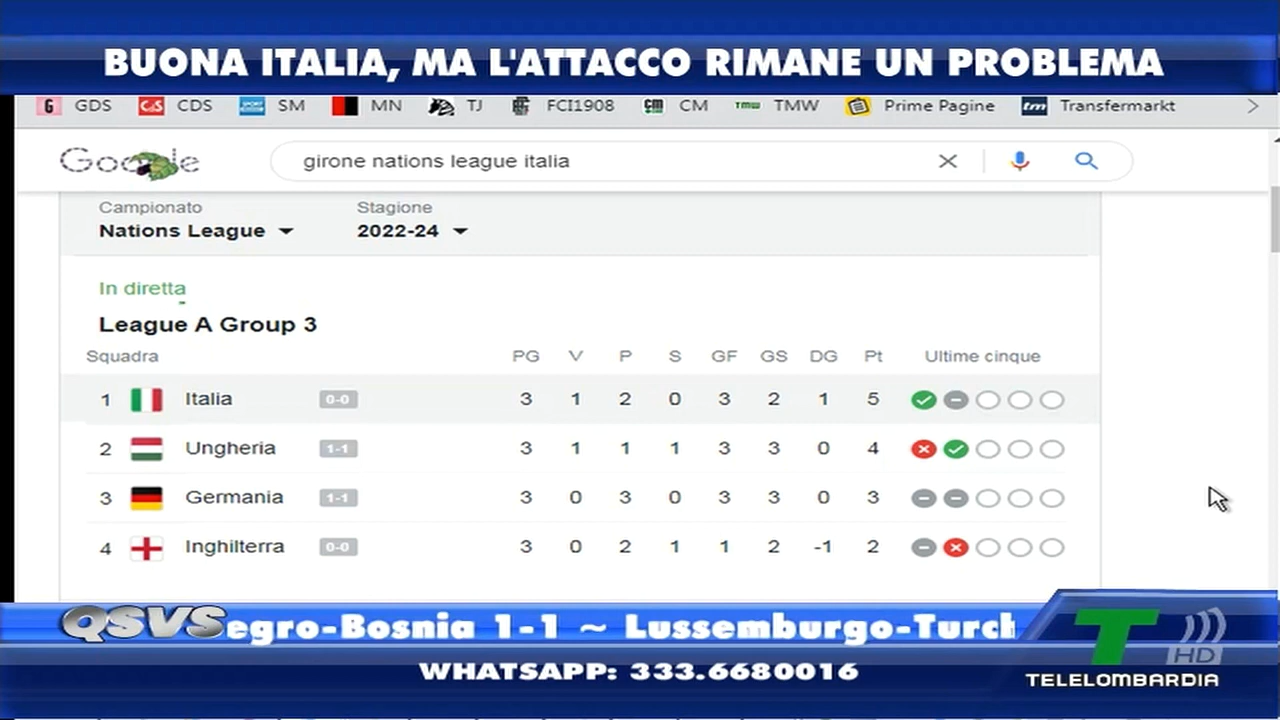 BUONA ITALIA, MA L'ATTACCO RIMANE UN PROBLEMA
G GDS CdS CDS SM MN TJ FCI1908 cm CM TMW TMW Prime Pagine tm Transfermarkt
Google girone nations league italia
Campionato Stagione
Nations League 2022-24
In diretta
League A Group 3
Squadra PG V P S GF GS DG Pt Ultime cinque
1 Italia 0-0 3 1 2 0 3 2 1 5
2 Ungheria 1-1 3 1 1 1 3 3 0 4
3 Germania 1-1 3 0 3 0 3 3 0 3
4 Inghilterra 0-0 3 0 2 1 1 2 -1 2
QSVS egro-Bosnia 1-1 ~ Lussemburgo-Turch
WHATSAPP: 333.6680016
T HD
TELELOMBARDIA